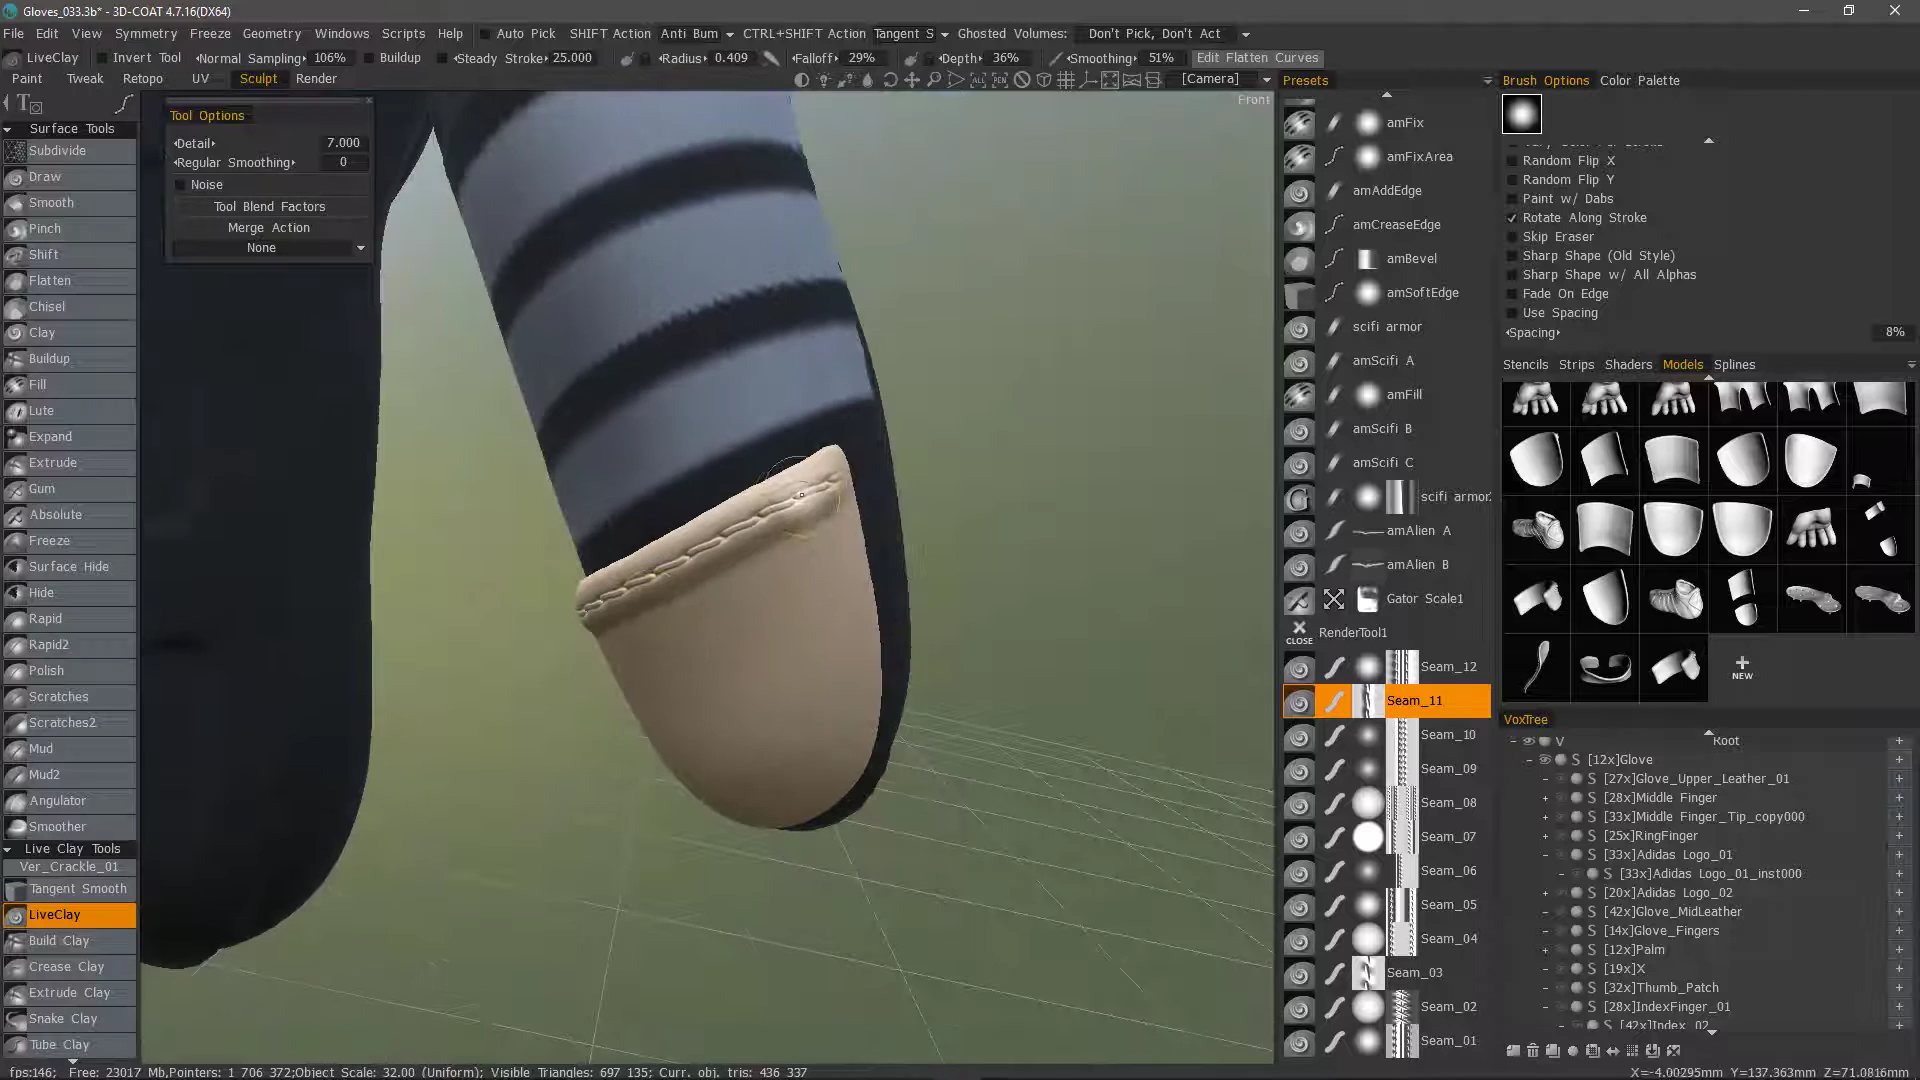 Gloves_033.3b* - 3D-COAT 4.7.16(DX64)
File Edit View Symmetry Freeze Geometry Windows Scripts Help Auto Pick SHIFT Action Anti Bum CTRL+SHIFT Action Tangent S Ghosted Volumes: Don't Pick, Don't Act
LiveClay Invert Tool Normal Sampling 106% Buildup Steady Stroke 25.000 Radius 0.409 Falloff 29% Depth 36% Smoothing 51% Edit Flatten Curves
Paint Tweak Retopo UV Sculpt Render [Camera]
Front
Tool Options
Detail 7.000
Regular Smoothing 0
Noise
Tool Blend Factors
Merge Action
None
Surface Tools
Subdivide
Draw
Smooth
Pinch
Shift
Flatten
Chisel
Clay
Buildup
Fill
Lute
Expand
Extrude
Gum
Absolute
Freeze
Surface Hide
Hide
Rapid
Rapid2
Polish
Scratches
Scratches2
Mud
Mud2
Angulator
Smoother
Live Clay Tools
Ver_Crackle_01
Tangent Smooth
LiveClay
Build Clay
Crease Clay
Extrude Clay
Snake Clay
Tube Clay
Presets
amFix
amFixArea
amAddEdge
amCreaseEdge
amBevel
amSoftEdge
scifi armor
amScifi A
amFill
amScifi B
amScifi C
scifi armor.
amAlien A
amAlien B
Gator Scale1
CLOSE RenderTool1
Seam_12
Seam_11
Seam_10
Seam_09
Seam_08
Seam_07
Seam_06
Seam_05
Seam_04
Seam_03
Seam_02
Seam_01
Brush Options Color Palette
Random Flip X
Random Flip Y
Paint w/ Dabs
Rotate Along Stroke
Skip Eraser
Sharp Shape (Old Style)
Sharp Shape w/ All Alphas
Fade On Edge
Use Spacing
Spacing 8%
Stencils Strips Shaders Models Splines
NEW
VoxTree
V Root
S [12x]Glove
S [27x]Glove_Upper_Leather_01
S [28x]Middle Finger
S [33x]Middle Finger_Tip_copy000
S [25x]RingFinger
S [33x]Adidas Logo_01
S [33x]Adidas Logo_01_inst000
S [20x]Adidas Logo_02
S [42x]Glove_MidLeather
S [14x]Glove_Fingers
S [12x]Palm
S [19x]X
S [32x]Thumb_Patch
S [28x]IndexFinger_01
S [42x]Index_02
fps:146; Free: 23017 Mb,Pointers: 1 706 372;Object Scale: 32.00 (Uniform); Visible Triangles: 697 135; Curr. obj. tris: 436 337
X=-4.00295mm Y=137.363mm Z=71.0816mm